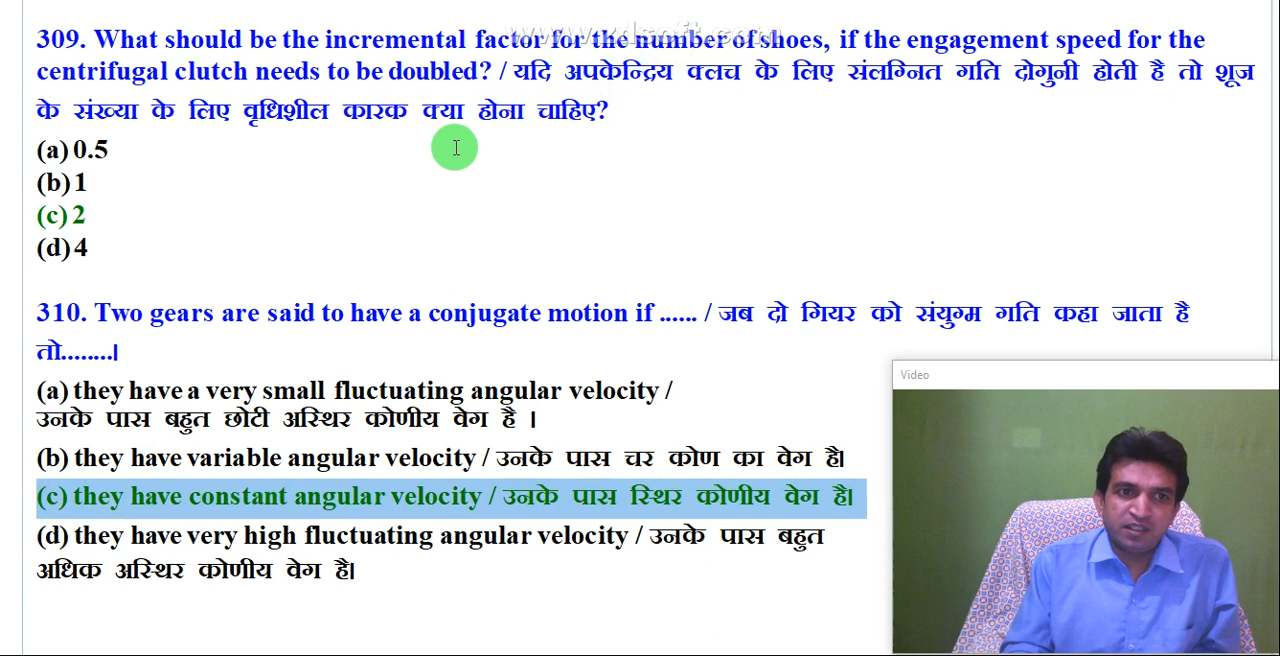 www.zdsoft.com
309. What should be the incremental factor for the number of shoes, if the engagement speed for the
centrifugal clutch needs to be doubled? / यदि अपकेन्द्रिय क्लच के लिए संलग्नित गति दोगुनी होती है तो शूज
के संख्या के लिए वृधिशील कारक क्या होना चाहिए?
(a) 0.5
(b) 1
(c) 2
(d) 4
310. Two gears are said to have a conjugate motion if ...... / जब दो गियर को संयुग्म गति कहा जाता है
तो........।
(a) they have a very small fluctuating angular velocity /
उनके पास बहुत छोटी अस्थिर कोणीय वेग है ।
(b) they have variable angular velocity / उनके पास चर कोण का वेग है।
(c) they have constant angular velocity / उनके पास स्थिर कोणीय वेग है।
(d) they have very high fluctuating angular velocity / उनके पास बहुत
अधिक अस्थिर कोणीय वेग है।
Video